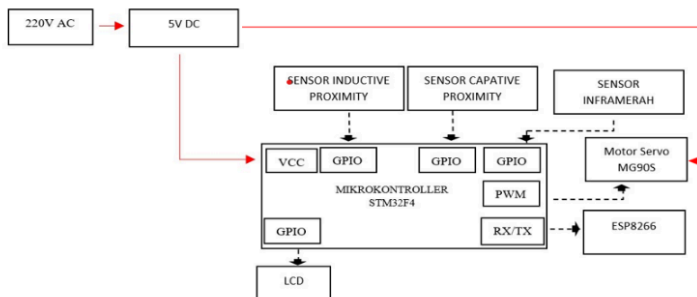 220V AC
5V DC
SENSOR INDUCTIVE
PROXIMITY
SENSOR CAPATIVE
PROXIMITY
SENSOR
INFRAMERAH
VCC
GPIO
GPIO
GPIO
Motor Servo
MG90S
MIKROKONTROLLER
STM32F4
PWM
GPIO
RX/TX
ESP8266
LCD